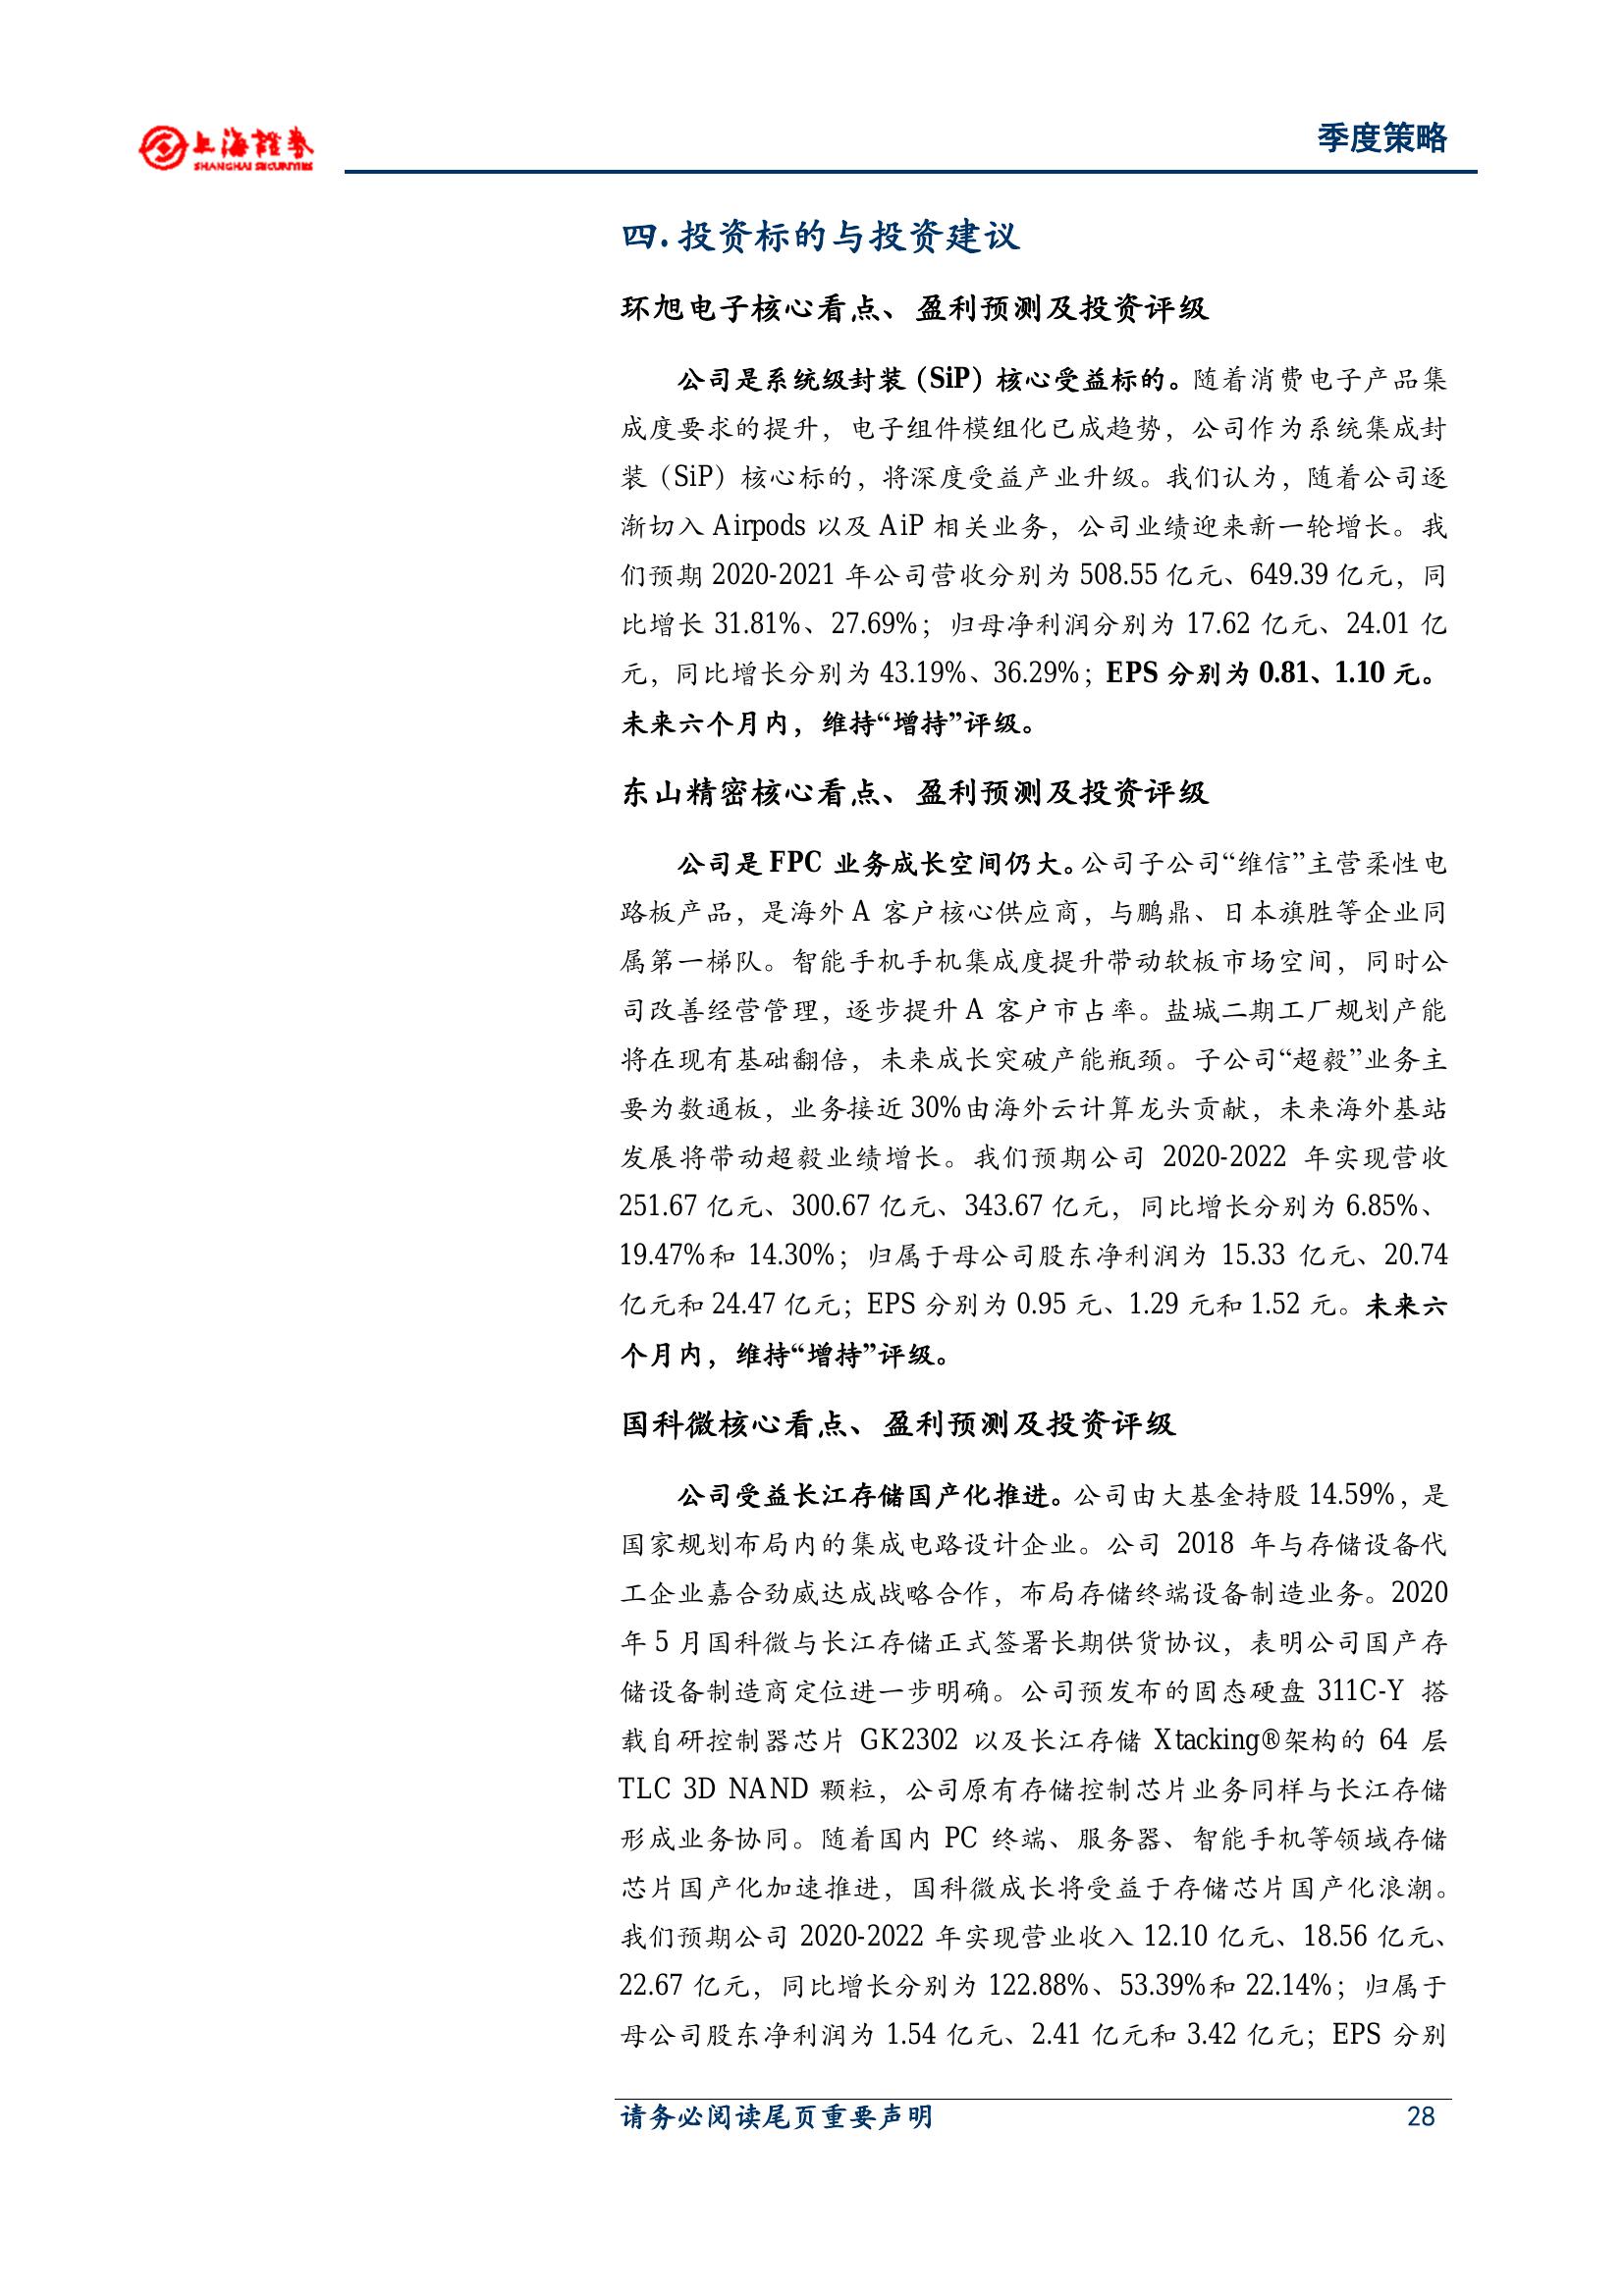 上海證券
SHANGHAI SECURITIES
季度策略
四. 投资标的与投资建议
环旭电子核心看点、盈利预测及投资评级
公司是系统级封装（SiP）核心受益标的。随着消费电子产品集
成度要求的提升，电子组件模组化已成趋势，公司作为系统集成封
装（SiP）核心标的，将深度受益产业升级。我们认为，随着公司逐
渐切入 Airpods 以及 AiP 相关业务，公司业绩迎来新一轮增长。我
们预期 2020-2021 年公司营收分别为 508.55 亿元、649.39 亿元，同
比增长 31.81%、27.69%；归母净利润分别为 17.62 亿元、24.01 亿
元，同比增长分别为 43.19%、36.29%；EPS 分别为 0.81、1.10 元。
未来六个月内，维持“增持”评级。
东山精密核心看点、盈利预测及投资评级
公司是 FPC 业务成长空间仍大。公司子公司“维信”主营柔性电
路板产品，是海外 A 客户核心供应商，与鹏鼎、日本旗胜等企业同
属第一梯队。智能手机手机集成度提升带动软板市场空间，同时公
司改善经营管理，逐步提升 A 客户市占率。盐城二期工厂规划产能
将在现有基础翻倍，未来成长突破产能瓶颈。子公司“超毅”业务主
要为数通板，业务接近 30%由海外云计算龙头贡献，未来海外基站
发展将带动超毅业绩增长。我们预期公司 2020-2022 年实现营收
251.67 亿元、300.67 亿元、343.67 亿元，同比增长分别为 6.85%、
19.47%和 14.30%；归属于母公司股东净利润为 15.33 亿元、20.74
亿元和 24.47 亿元；EPS 分别为 0.95 元、1.29 元和 1.52 元。未来六
个月内，维持“增持”评级。
国科微核心看点、盈利预测及投资评级
公司受益长江存储国产化推进。公司由大基金持股 14.59%，是
国家规划布局内的集成电路设计企业。公司 2018 年与存储设备代
工企业嘉合劲威达成战略合作，布局存储终端设备制造业务。2020
年 5 月国科微与长江存储正式签署长期供货协议，表明公司国产存
储设备制造商定位进一步明确。公司预发布的固态硬盘 311C-Y 搭
载自研控制器芯片 GK2302 以及长江存储 Xtacking®架构的 64 层
TLC 3D NAND 颗粒，公司原有存储控制芯片业务同样与长江存储
形成业务协同。随着国内 PC 终端、服务器、智能手机等领域存储
芯片国产化加速推进，国科微成长将受益于存储芯片国产化浪潮。
我们预期公司 2020-2022 年实现营业收入 12.10 亿元、18.56 亿元、
22.67 亿元，同比增长分别为 122.88%、53.39%和 22.14%；归属于
母公司股东净利润为 1.54 亿元、2.41 亿元和 3.42 亿元；EPS 分别
请务必阅读尾页重要声明
28